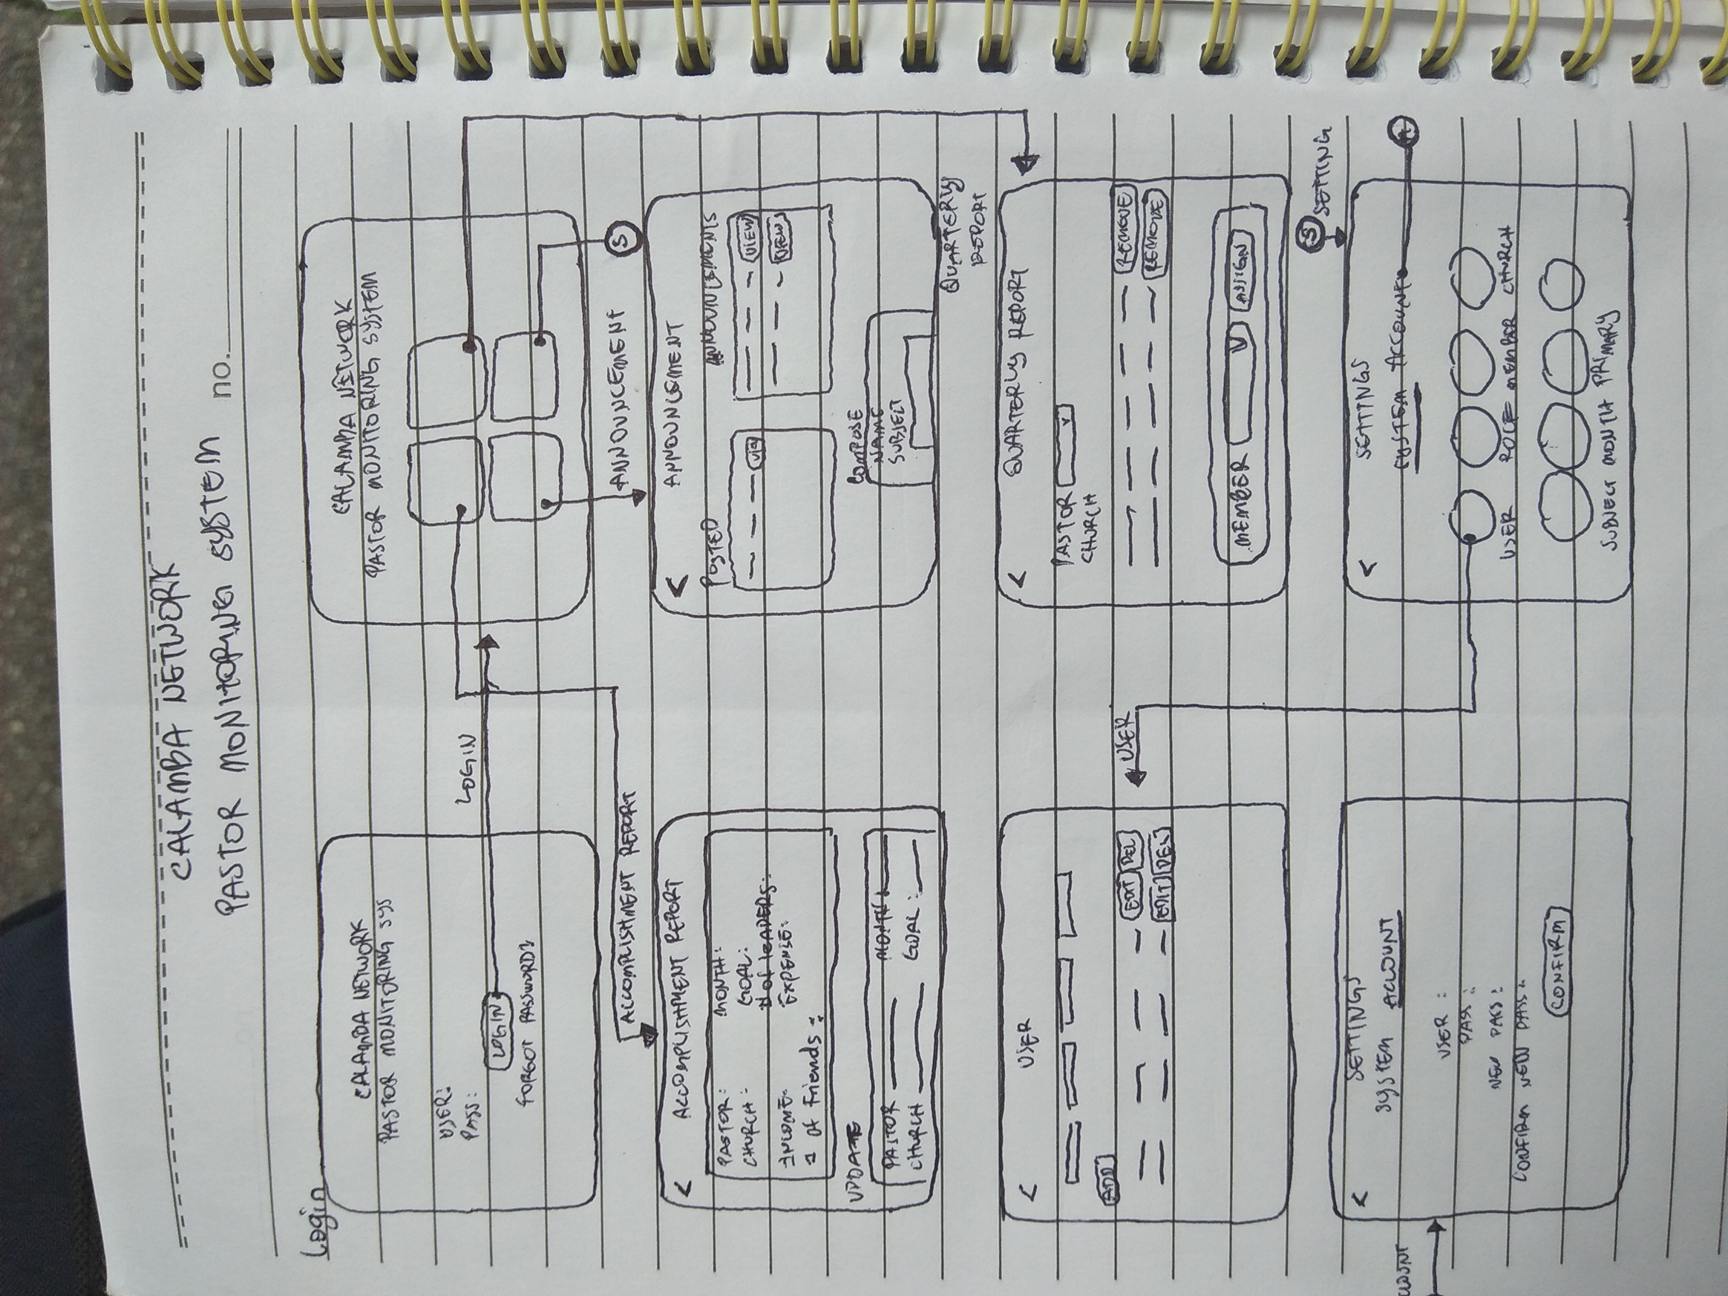 CALAMBA NETWORK
PASTOR MONITORING SYSTEM
no.
Login
CALAMBA NETWORK
PASTOR MONITORING SYS
USER:
PASS:
LOGIN
FORGOT PASSWORD?
LOGIN
CALAMBA NETWORK
PASTOR MONITORING SYSTEM
ACCOMPLISHMENT REPORT
ANNOUNCEMENT
S
< ACCOMPLISHMENT REPORT
PASTOR: MONTH:
CHURCH: GOAL:
# of LEADERS:
INCOME: EXPENSE:
# of Friends :
UPDATE
PASTOR MONTH:
CHURCH GOAL:
< ANNOUNCEMENT
POSTED ANNOUNCEMENTS
VIEW
VIEW
COMPOSE
NAME
SUBJECT
QUARTERLY
REPORT
< USER
ADD
EDIT DEL
EDIT DEL
USER
< QUARTERLY REPORT
PASTOR
CHURCH
REMOVE
REMOVE
MEMBER ASSIGN
S SETTING
< SETTINGS
SYSTEM ACCOUNT
USER :
PASS :
NEW PASS :
CONFIRM NEW PASS :
CONFIRM
< SETTINGS
SYSTEM ACCOUNT
A
USER ROLE MEMBER CHURCH
SUBJECT MONTH PRIMARY